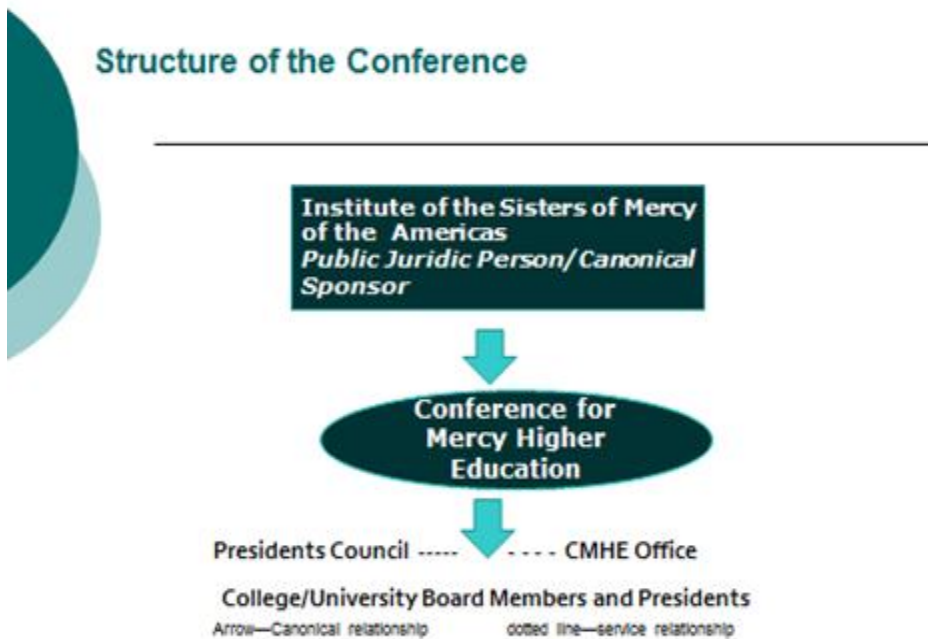 Structure of the Conference
Institute of the Sisters of Mercy
of the Americas
Public Juridic Person/Canonical
Sponsor
Conference for
Mercy Higher
Education
Presidents Council ----- - - - - CMHE Office
College/University Board Members and Presidents
Arrow—Canonical relationship dotted line—service relationship